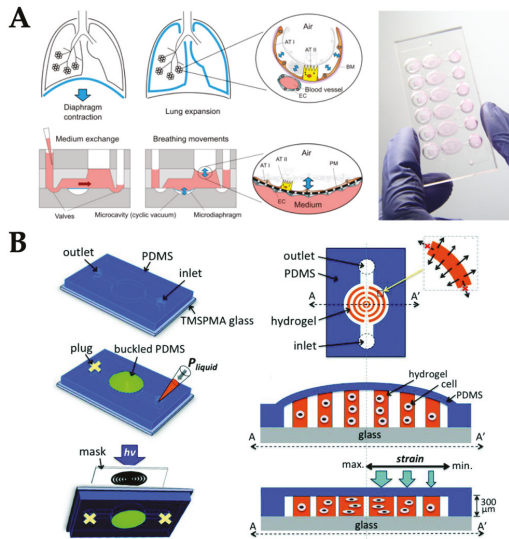 A
Air
AT I
AT II
BM
Blood vessel
EC
Diaphragm
contraction
Lung expansion
Medium exchange
Breathing movements
Air
AT II
AT I
PM
EC
Medium
Valves
Microcavity (cyclic vacuum)
Microdiaphragm
B
outlet
PDMS
inlet
TMSPMA glass
plug
buckled PDMS
Pliquid
mask
hν
outlet
PDMS
A
A'
hydrogel
inlet
hydrogel
cell
PDMS
glass
A
A'
strain
max.
min.
300
μm
glass
A
A'